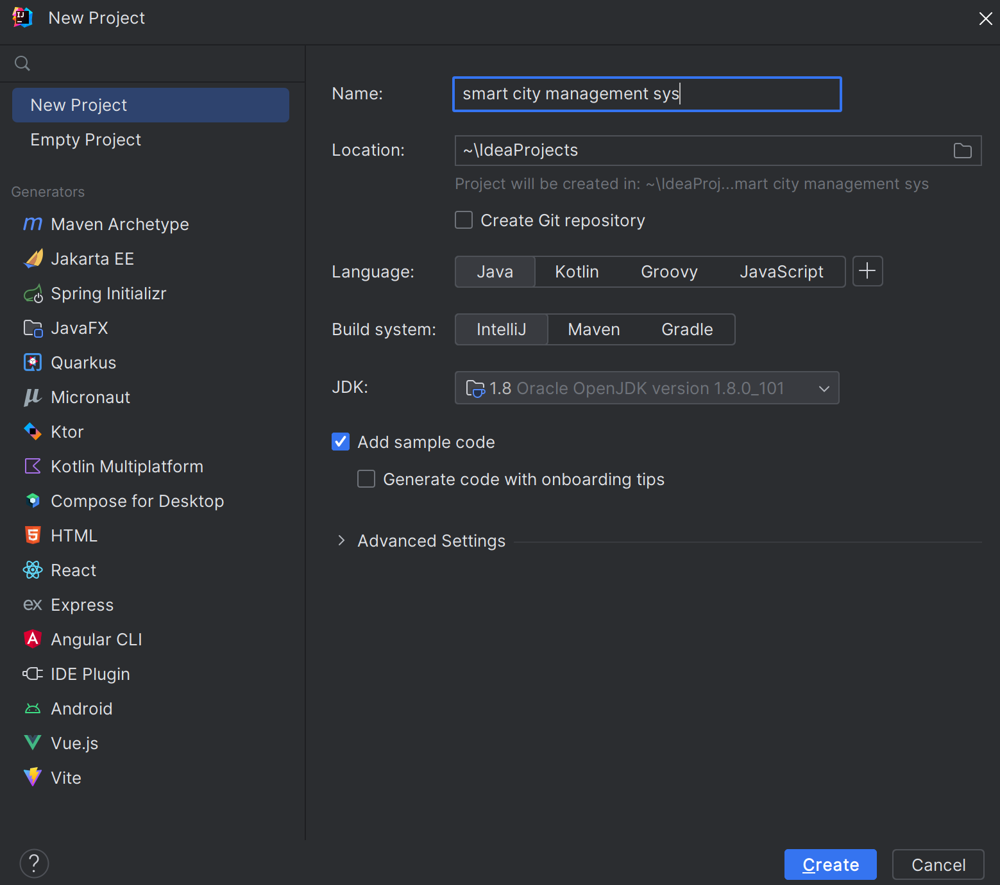 New Project
New Project
Empty Project
Generators
Maven Archetype
Jakarta EE
Spring Initializr
JavaFX
Quarkus
Micronaut
Ktor
Kotlin Multiplatform
Compose for Desktop
HTML
React
ex Express
Angular CLI
IDE Plugin
Android
Vue.js
Vite
Name: smart city management sys
Location: ~\IdeaProjects
Project will be created in: ~\IdeaProj...mart city management sys
Create Git repository
Language: Java Kotlin Groovy JavaScript
Build system: IntelliJ Maven Gradle
JDK: 1.8 Oracle OpenJDK version 1.8.0_101
Add sample code
Generate code with onboarding tips
Advanced Settings
? Create Cancel